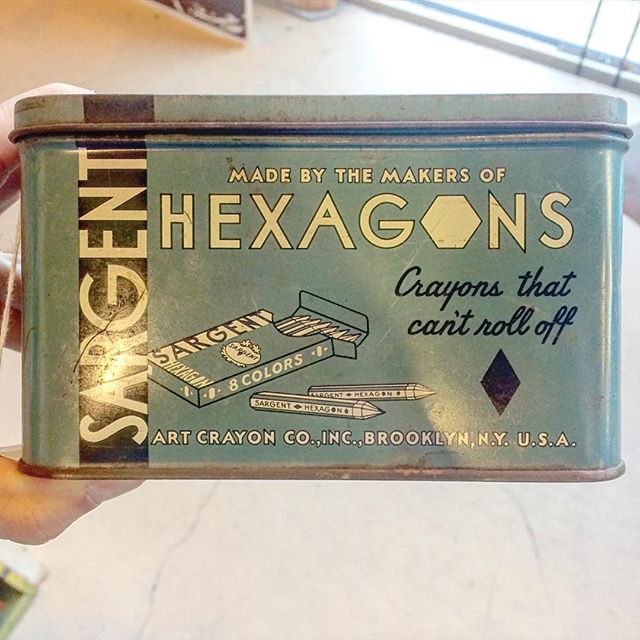 SARGENT
MADE BY THE MAKERS OF
HEXAGONS
Crayons that
can't roll off
SARGENT
HEXAGON
8 COLORS
SARGENT HEXAGON
SARGENT HEXAGON
ART CRAYON CO., INC., BROOKLYN, N.Y. U.S.A.